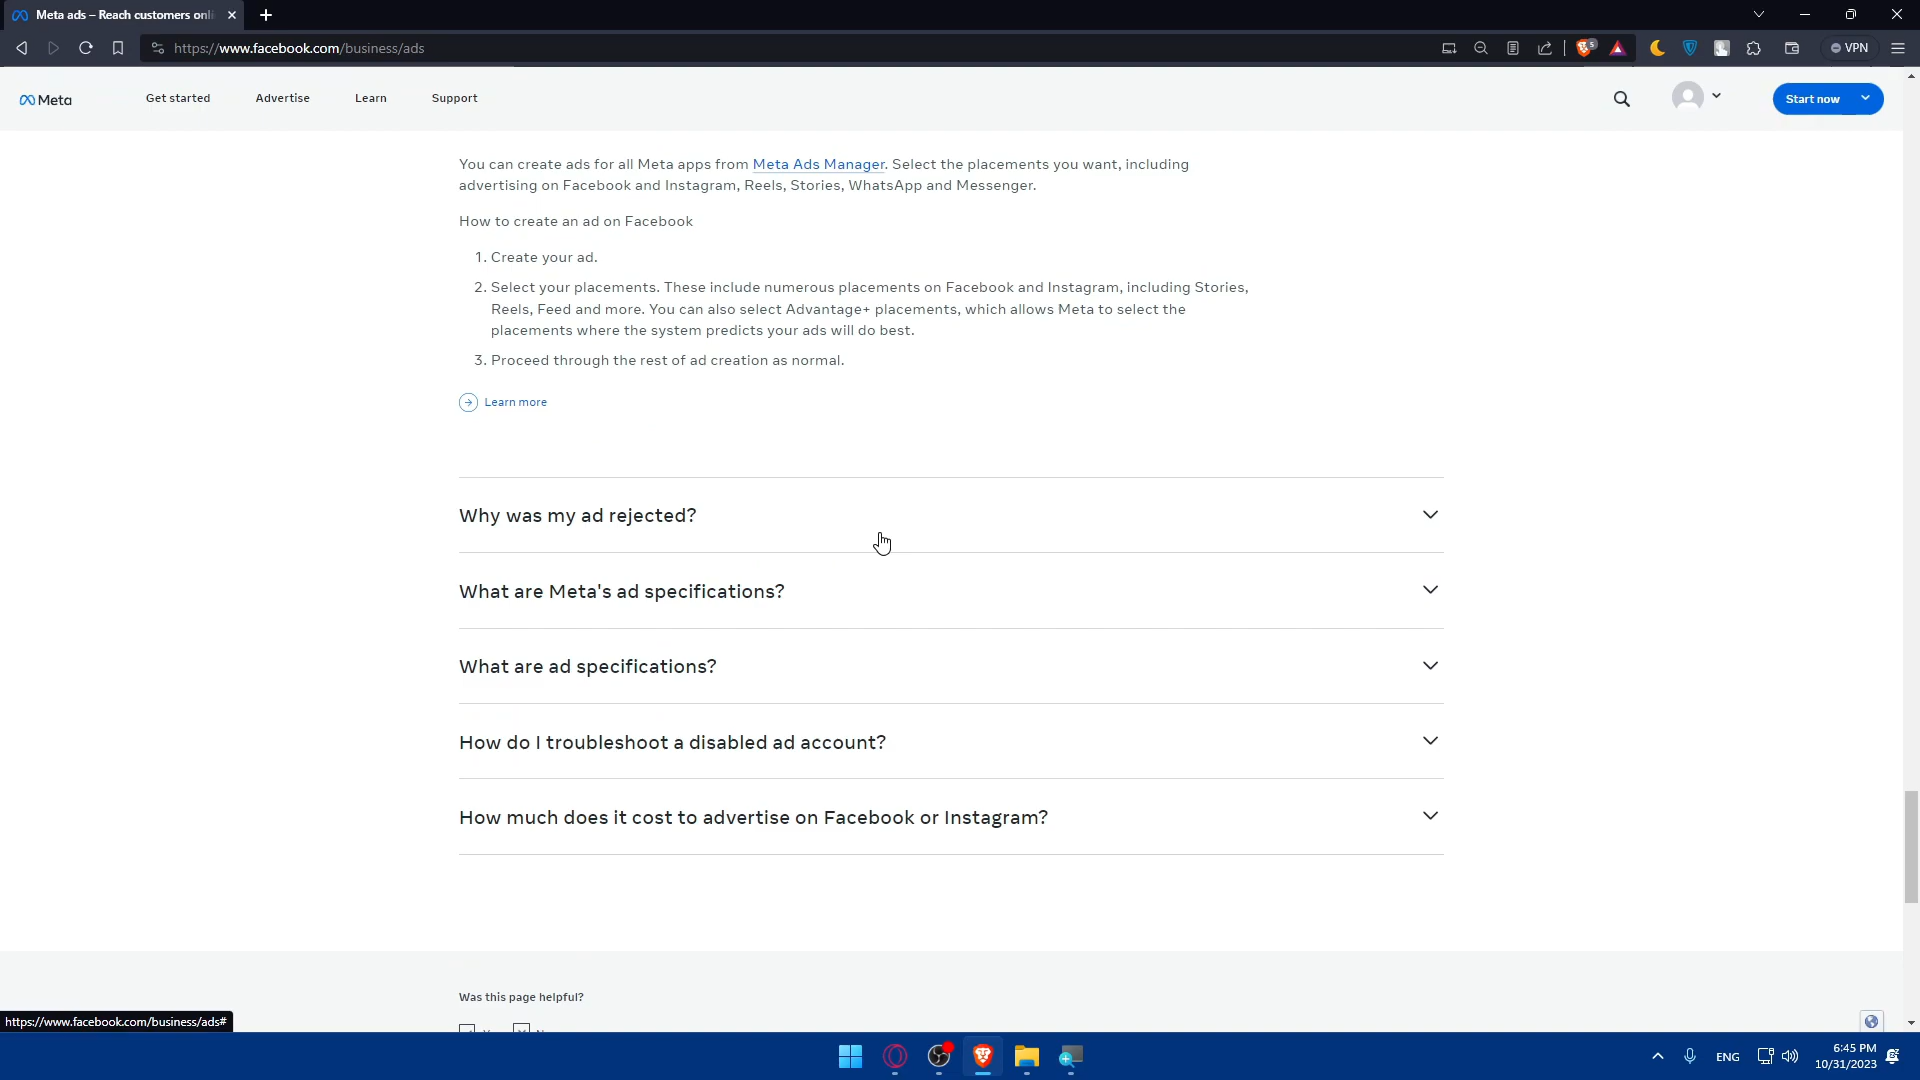 Meta ads – Reach customers onli
https://www.facebook.com/business/ads
5
VPN
Meta
Get started
Advertise
Learn
Support
Start now
You can create ads for all Meta apps from Meta Ads Manager. Select the placements you want, including
advertising on Facebook and Instagram, Reels, Stories, WhatsApp and Messenger.
How to create an ad on Facebook
1. Create your ad.
2. Select your placements. These include numerous placements on Facebook and Instagram, including Stories,
Reels, Feed and more. You can also select Advantage+ placements, which allows Meta to select the
placements where the system predicts your ads will do best.
3. Proceed through the rest of ad creation as normal.
Learn more
Why was my ad rejected?
What are Meta's ad specifications?
What are ad specifications?
How do I troubleshoot a disabled ad account?
How much does it cost to advertise on Facebook or Instagram?
Was this page helpful?
https://www.facebook.com/business/ads#
ENG
6:45 PM
10/31/2023